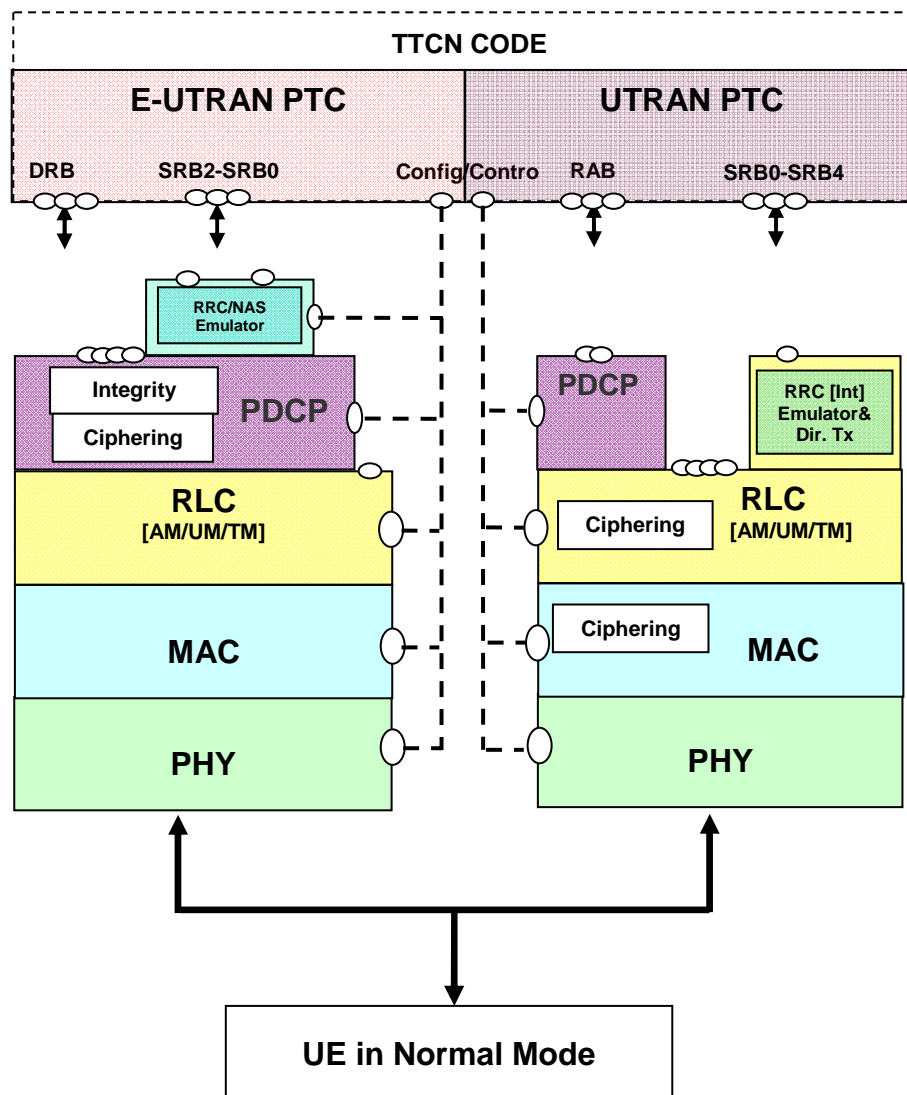 TTCN CODE
E-UTRAN PTC
UTRAN PTC
DRB
SRB2-SRB0
Config/Contro
RAB
SRB0-SRB4
RRC/NAS
Emulator
Integrity
Ciphering
PDCP
RLC
[AM/UM/TM]
MAC
PHY
PDCP
RRC [Int]
Emulator&
Dir. Tx
RLC
Ciphering
[AM/UM/TM]
Ciphering
MAC
PHY
UE in Normal Mode